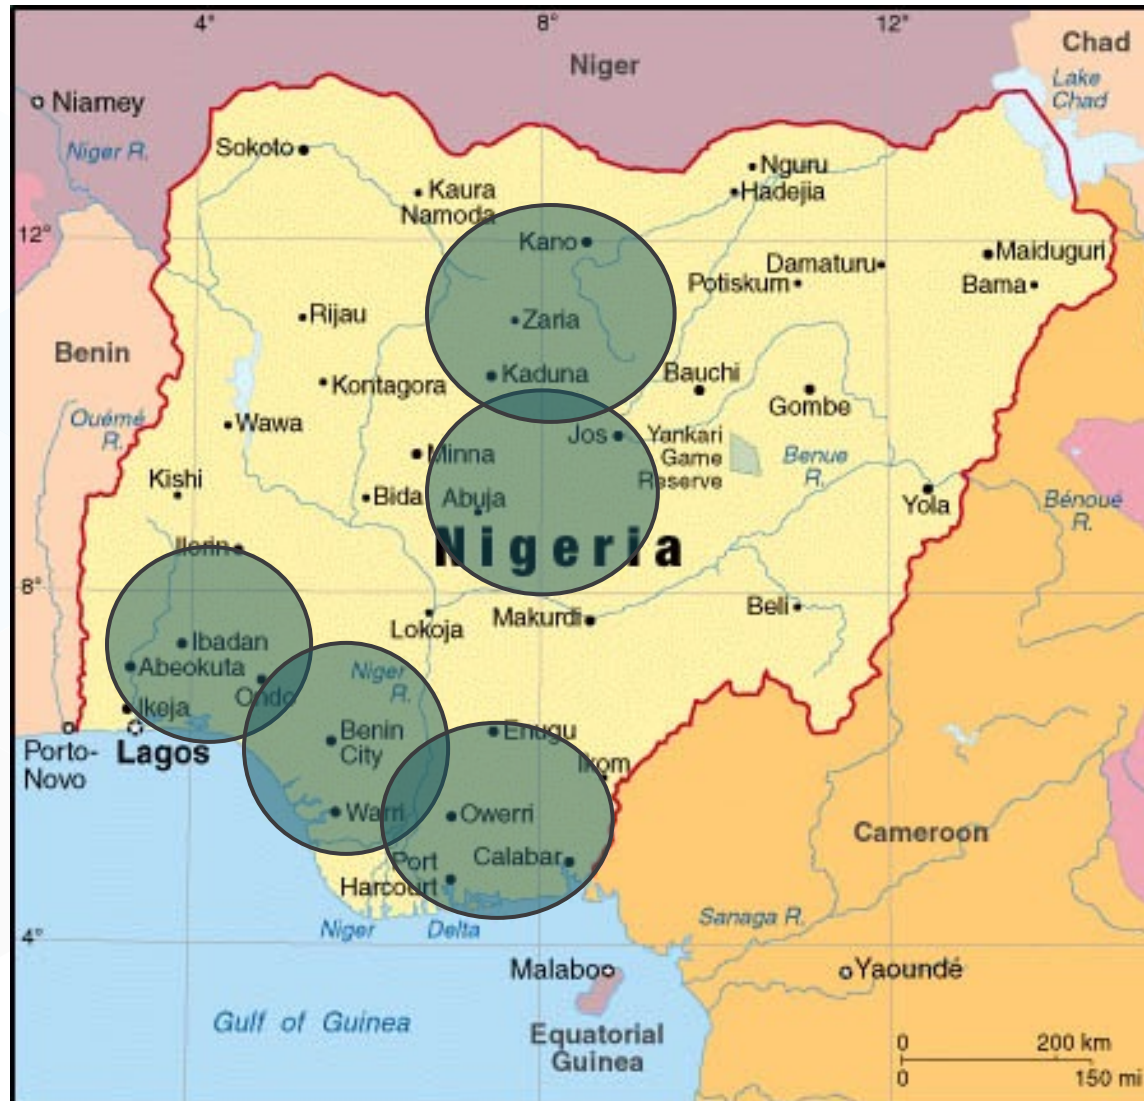 4° 8° 12°
Chad
Niger
Lake
Chad
Niamey
Niger R.
Sokoto
Nguru
Kaura
Namoda
Hadejia
12°
Kano
Maiduguri
Damaturu
Potiskum
Bama
Rijau
Zaria
Benin
Kaduna
Bauchi
Kontagora
Gombe
Ouémé
R.
Wawa
Jos
Yankari
Game
Reserve
Minna
Benue
R.
Kishi
Bida
Abuja
Yola
Bénoué
R.
Nigeria
Ilorin
8°
Lokoja
Makurdi
Beli
Ibadan
Abeokuta
Niger
R.
Ondo
Ikeja
Porto-
Novo
Lagos
Benin
City
Enugu
Ikom
Warri
Owerri
Cameroon
Port
Harcourt
Calabar
Sanaga R.
Niger Delta
4°
Malabo
Yaoundé
Gulf of Guinea
Equatorial
Guinea
0 200 km
0 150 mi